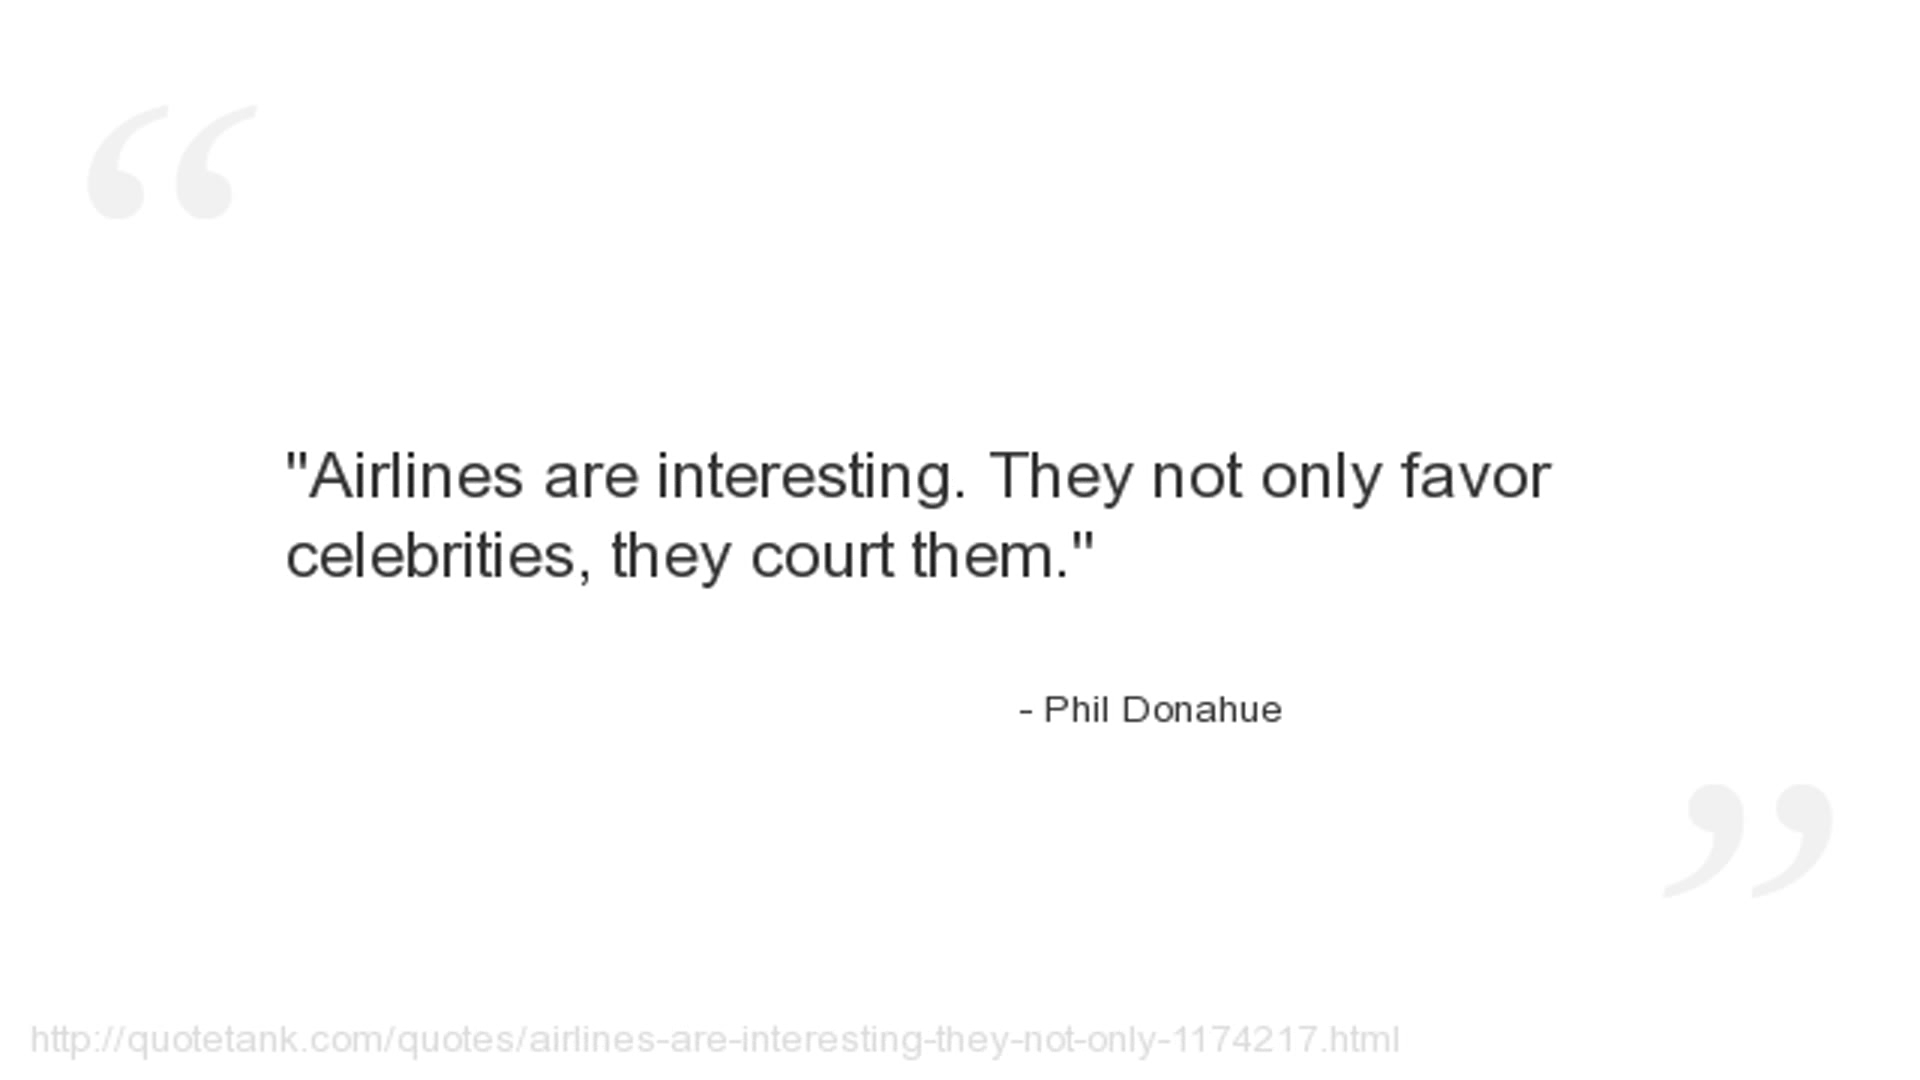 "Airlines are interesting. They not only favor
celebrities, they court them."
- Phil Donahue
http://quotetank.com/quotes/airlines-are-interesting-they-not-only-1174217.html